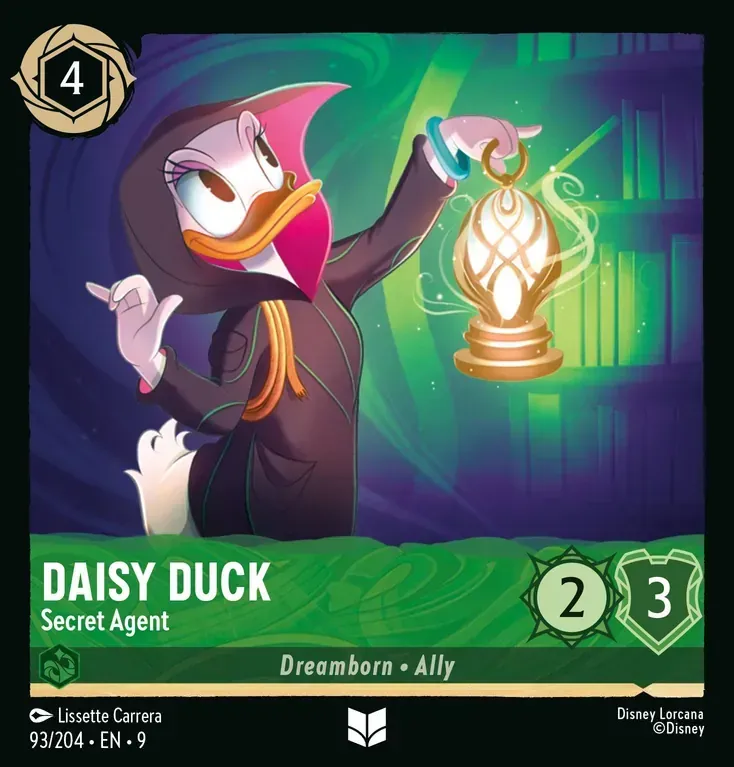 4
DAISY DUCK
Secret Agent
2
3
Dreamborn • Ally
Lissette Carrera
Disney Lorcana
93/204 • EN • 9
©Disney